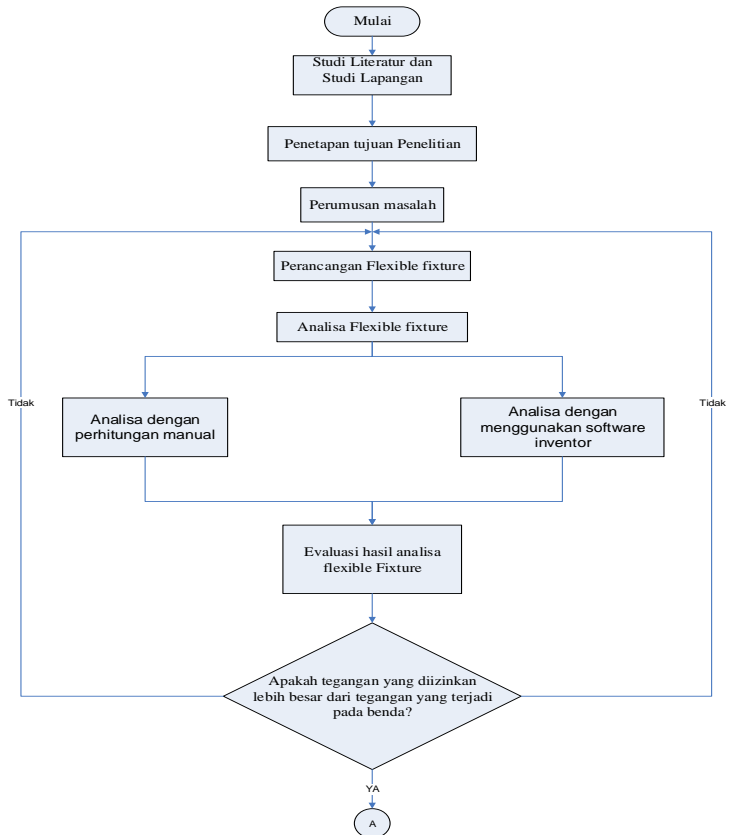 Mulai
Studi Literatur dan
Studi Lapangan
Penetapan tujuan Penelitian
Perumusan masalah
Perancangan Flexible fixture
Analisa Flexible fixture
Tidak
Tidak
Analisa dengan
perhitungan manual
Analisa dengan
menggunakan software
inventor
Evaluasi hasil analisa
flexible Fixture
Apakah tegangan yang diizinkan
lebih besar dari tegangan yang terjadi
pada benda?
YA
A